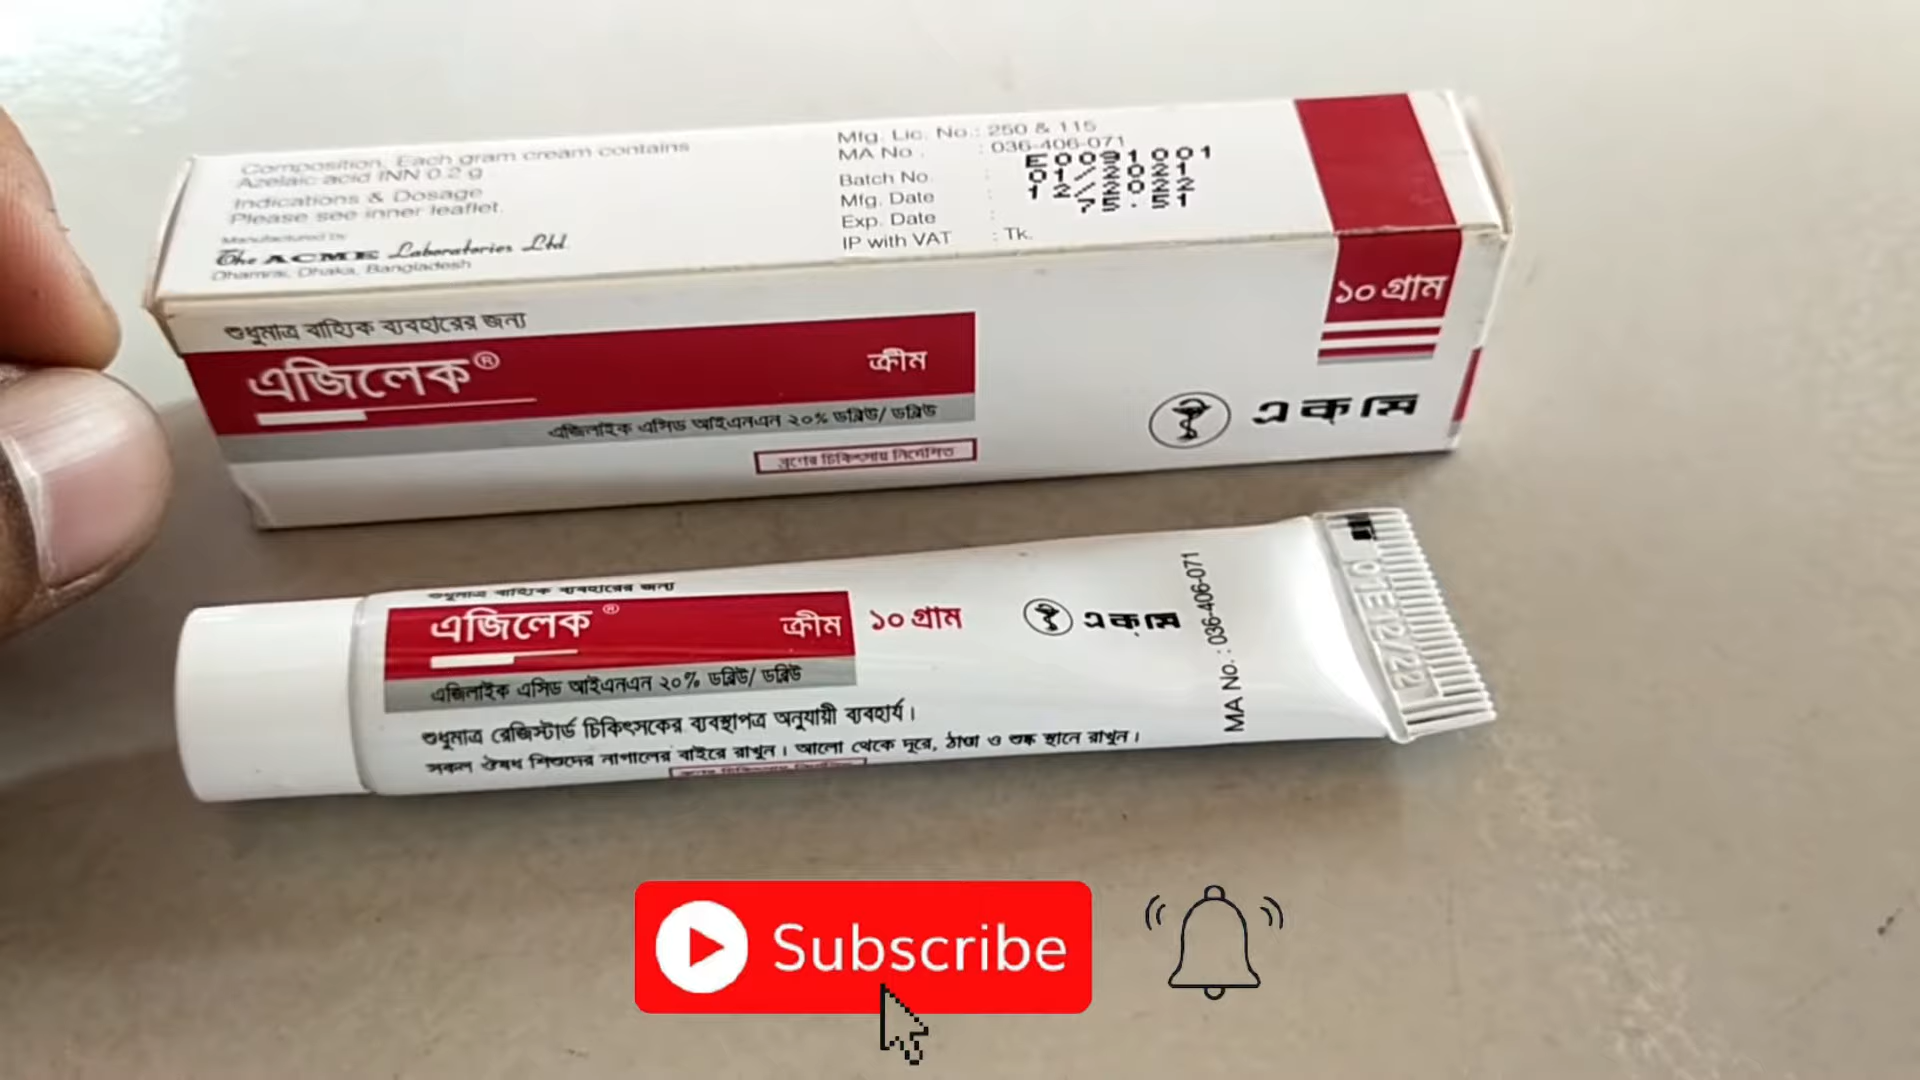 Composition. Each gram cream contains
Azelaic acid INN 0.2 g
Indications & Dosage
Please see inner leaflet.
Manufactured by
The ACME Laboratories Ltd.
Dhamrai, Dhaka, Bangladesh
Mfg. Lic. No.: 250 & 115
MA No. : 036-406-071
Batch No. : E0091001
Mfg. Date : 01/2021
Exp. Date : 12/2022
IP with VAT : Tk. 75.51
শুধুমাত্র বাহ্যিক ব্যবহারের জন্য
এজিলেক® ক্রীম
এজিলাইক এসিড আইএনএন ২০% ডব্লিউ/ ডব্লিউ
ব্রণের চিকিৎসায় নির্দেশিত
১০ গ্রাম
একমি
শুধুমাত্র বাহ্যিক ব্যবহারের জন্য
এজিলেক® ক্রীম ১০ গ্রাম
একমি
এজিলাইক এসিড আইএনএন ২০% ডব্লিউ/ ডব্লিউ
শুধুমাত্র রেজিস্টার্ড চিকিৎসকের ব্যবস্থাপত্র অনুযায়ী ব্যবহার্য।
সকল ঔষধ শিশুদের নাগালের বাইরে রাখুন। আলো থেকে দূরে, ঠাণ্ডা ও শুষ্ক স্থানে রাখুন।
MA No. : 036-406-071
Subscribe